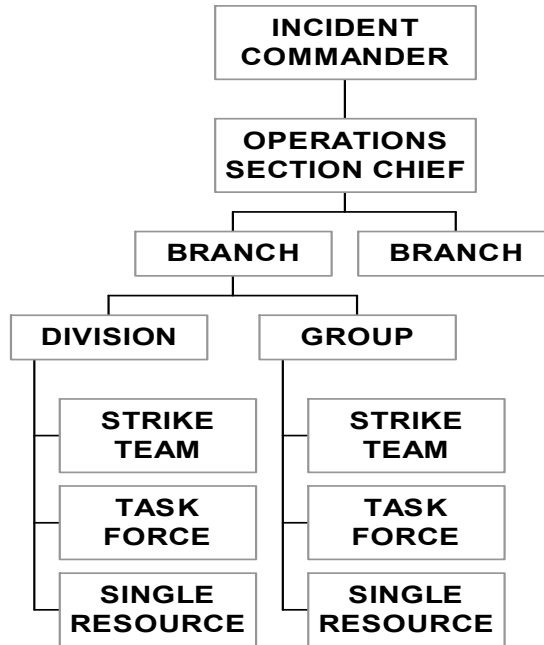 INCIDENT
COMMANDER
OPERATIONS
SECTION CHIEF
BRANCH
BRANCH
DIVISION
GROUP
STRIKE
TEAM
STRIKE
TEAM
TASK
FORCE
TASK
FORCE
SINGLE
RESOURCE
SINGLE
RESOURCE